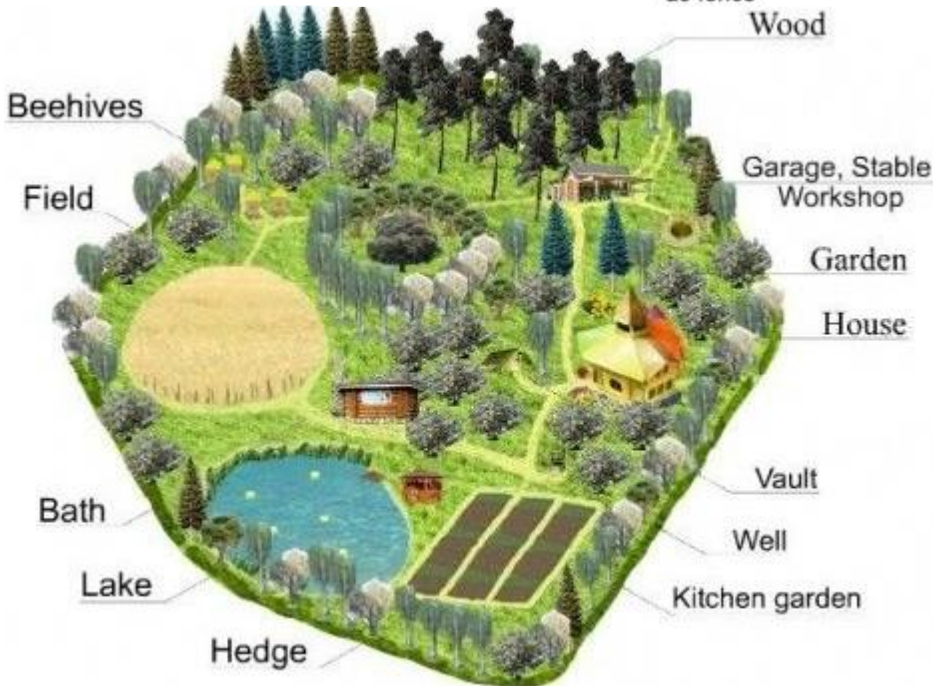 Wood
Beehives
Garage, Stable
Workshop
Field
Garden
House
Vault
Bath
Well
Lake
Kitchen garden
Hedge